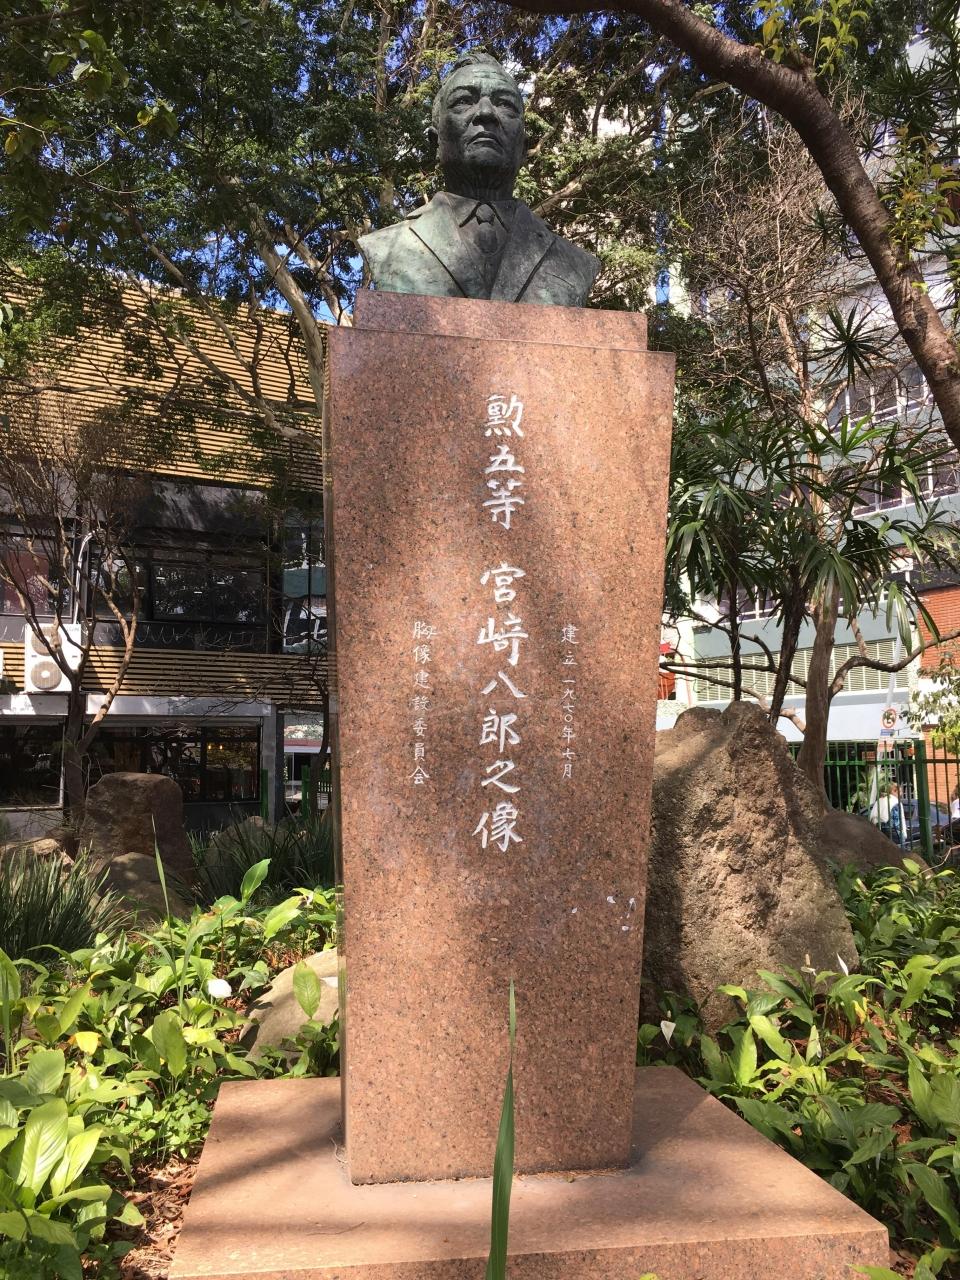 建立 一九七〇年七月
勲五等 宮﨑八郎之像
胸像建設委員会